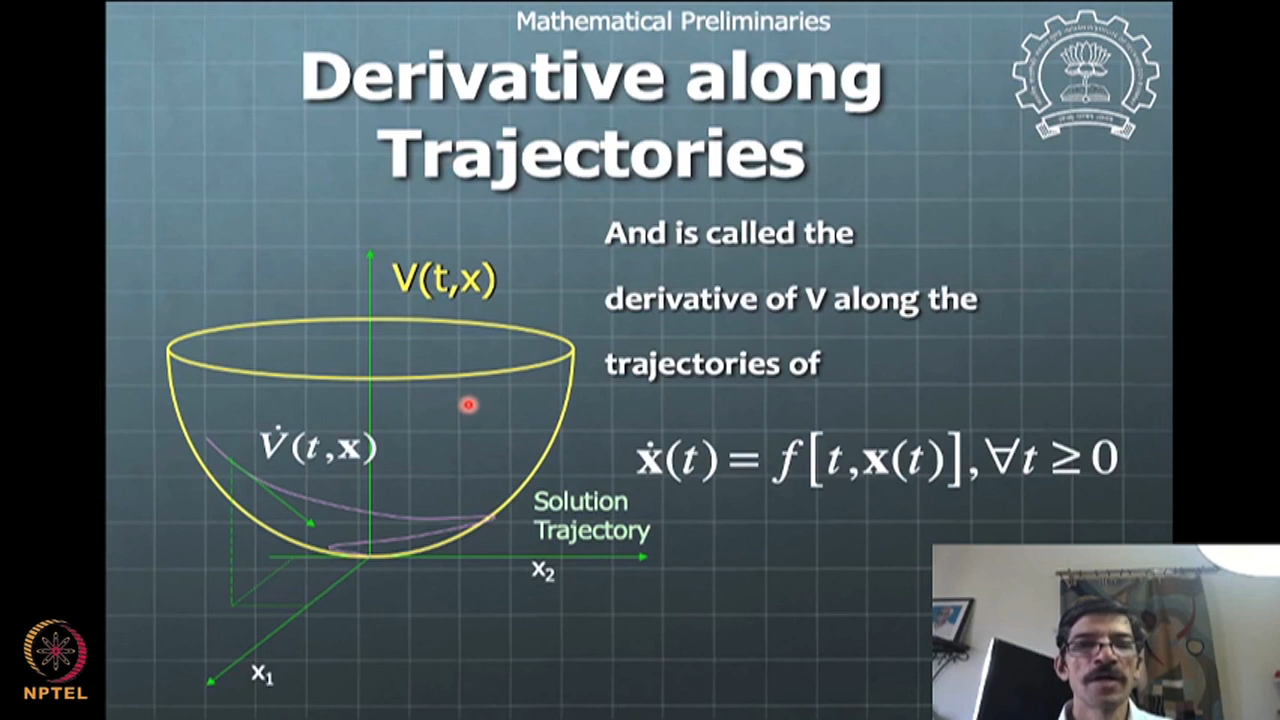 Mathematical Preliminaries
Derivative along
Trajectories
And is called the
derivative of V along the
trajectories of
ẋ(t) = f[t,x(t)], ∀t ≥ 0
V(t,x)
V̇(t,x)
Solution
Trajectory
x₂
x₁
NPTEL